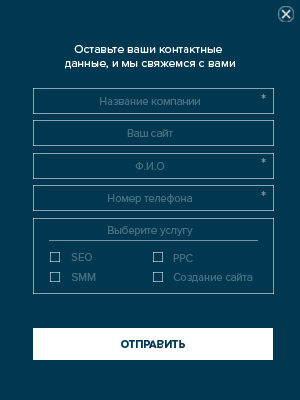 Оставьте ваши контактные
данные, и мы свяжемся с вами
Название компании *
Ваш сайт
Ф.И.О *
Номер телефона *
Выберите услугу
SEO PPC
SMM Создание сайта
ОТПРАВИТЬ